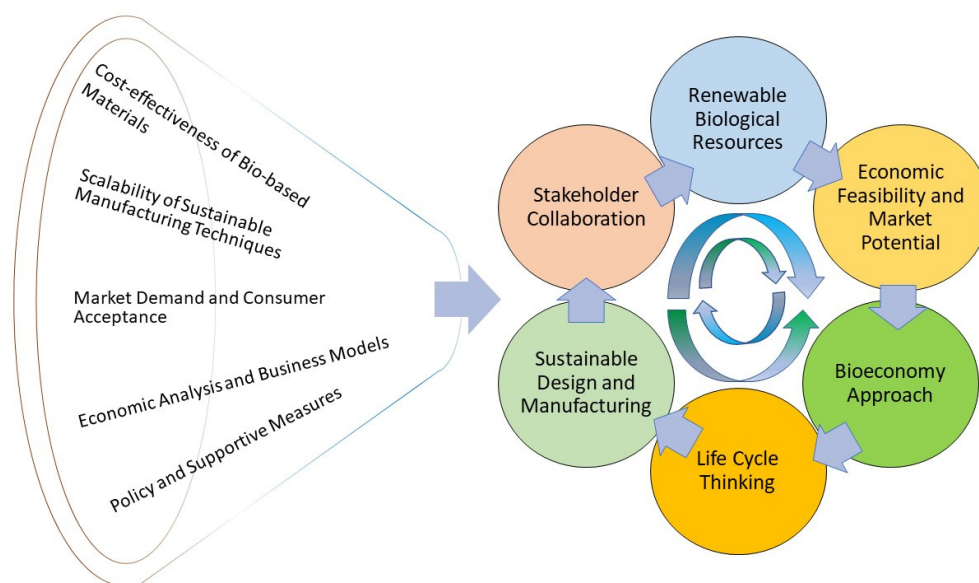 Cost-effectiveness of Bio-based
Materials
Scalability of Sustainable
Manufacturing Techniques
Market Demand and Consumer
Acceptance
Economic Analysis and Business Models
Policy and Supportive Measures
Renewable
Biological
Resources
Economic
Feasibility and
Market
Potential
Bioeconomy
Approach
Life Cycle
Thinking
Sustainable
Design and
Manufacturing
Stakeholder
Collaboration